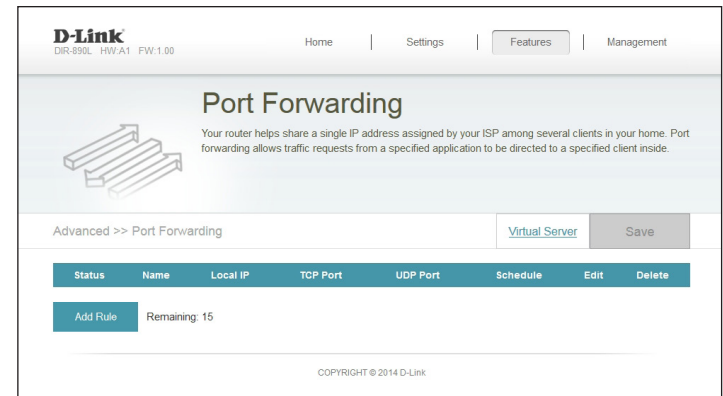 D-Link
DIR-890L HW:A1 FW:1.00
Home
Settings
Features
Management
Port Forwarding
Your router helps share a single IP address assigned by your ISP among several clients in your home. Port
forwarding allows traffic requests from a specified application to be directed to a specified client inside.
Advanced >> Port Forwarding
Virtual Server
Save
Status Name Local IP TCP Port UDP Port Schedule Edit Delete
Add Rule
Remaining: 15
COPYRIGHT © 2014 D-Link